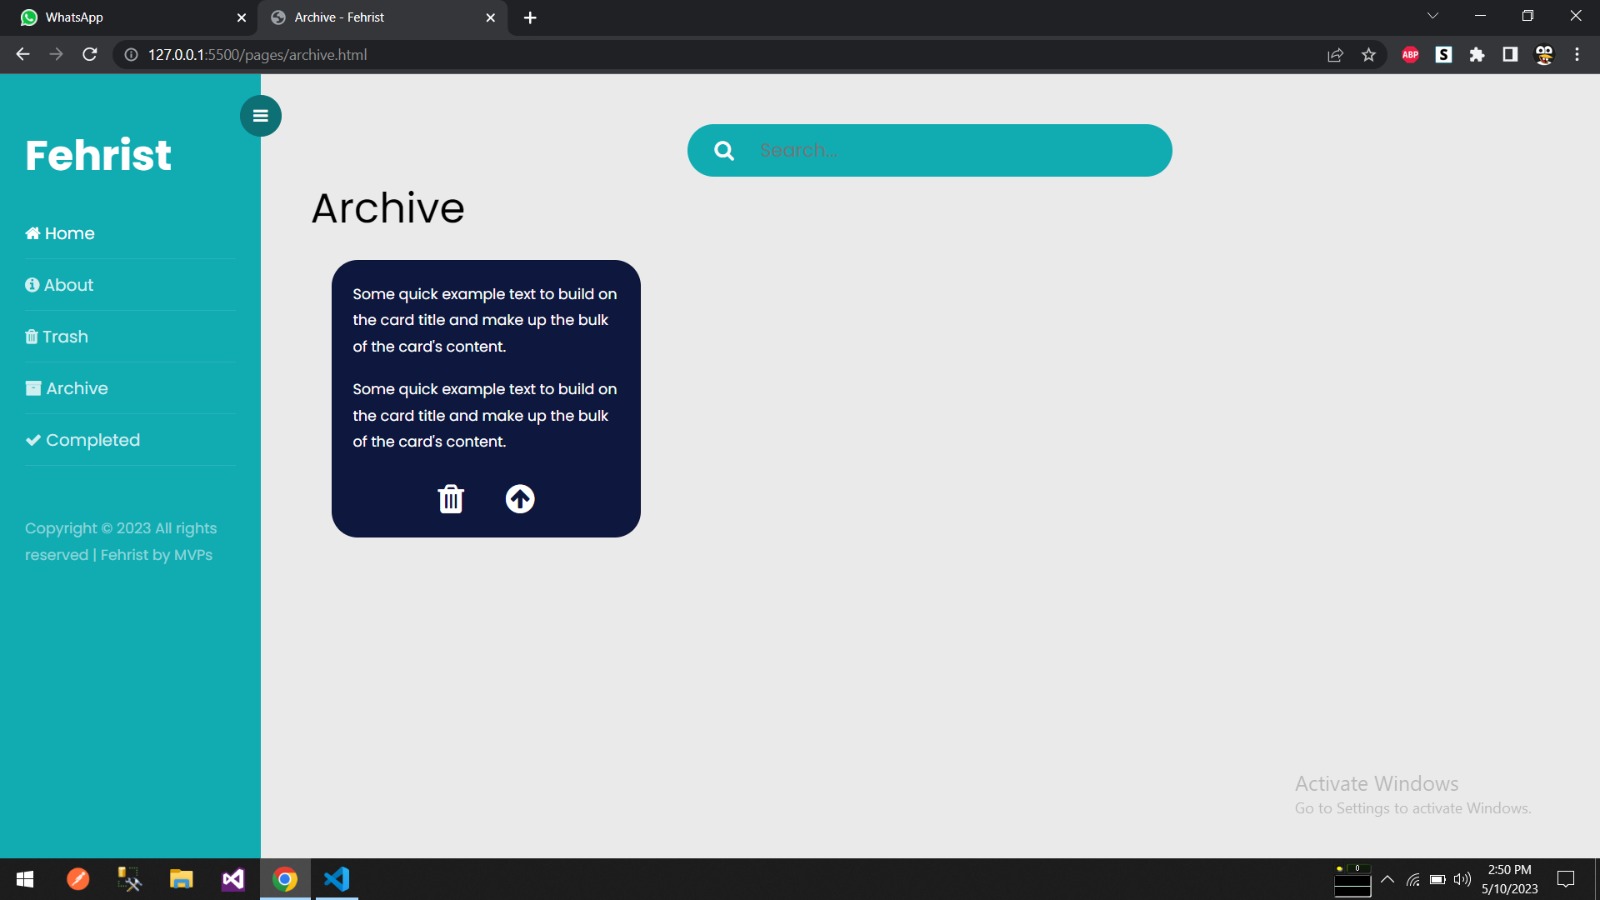 WhatsApp
Archive - Fehrist
127.0.0.1:5500/pages/archive.html
ABP
S
Fehrist
Home
About
Trash
Archive
Completed
Copyright © 2023 All rights
reserved | Fehrist by MVPs
Search...
Archive
Some quick example text to build on
the card title and make up the bulk
of the card's content.
Some quick example text to build on
the card title and make up the bulk
of the card's content.
Activate Windows
Go to Settings to activate Windows.
0
2:50 PM
5/10/2023